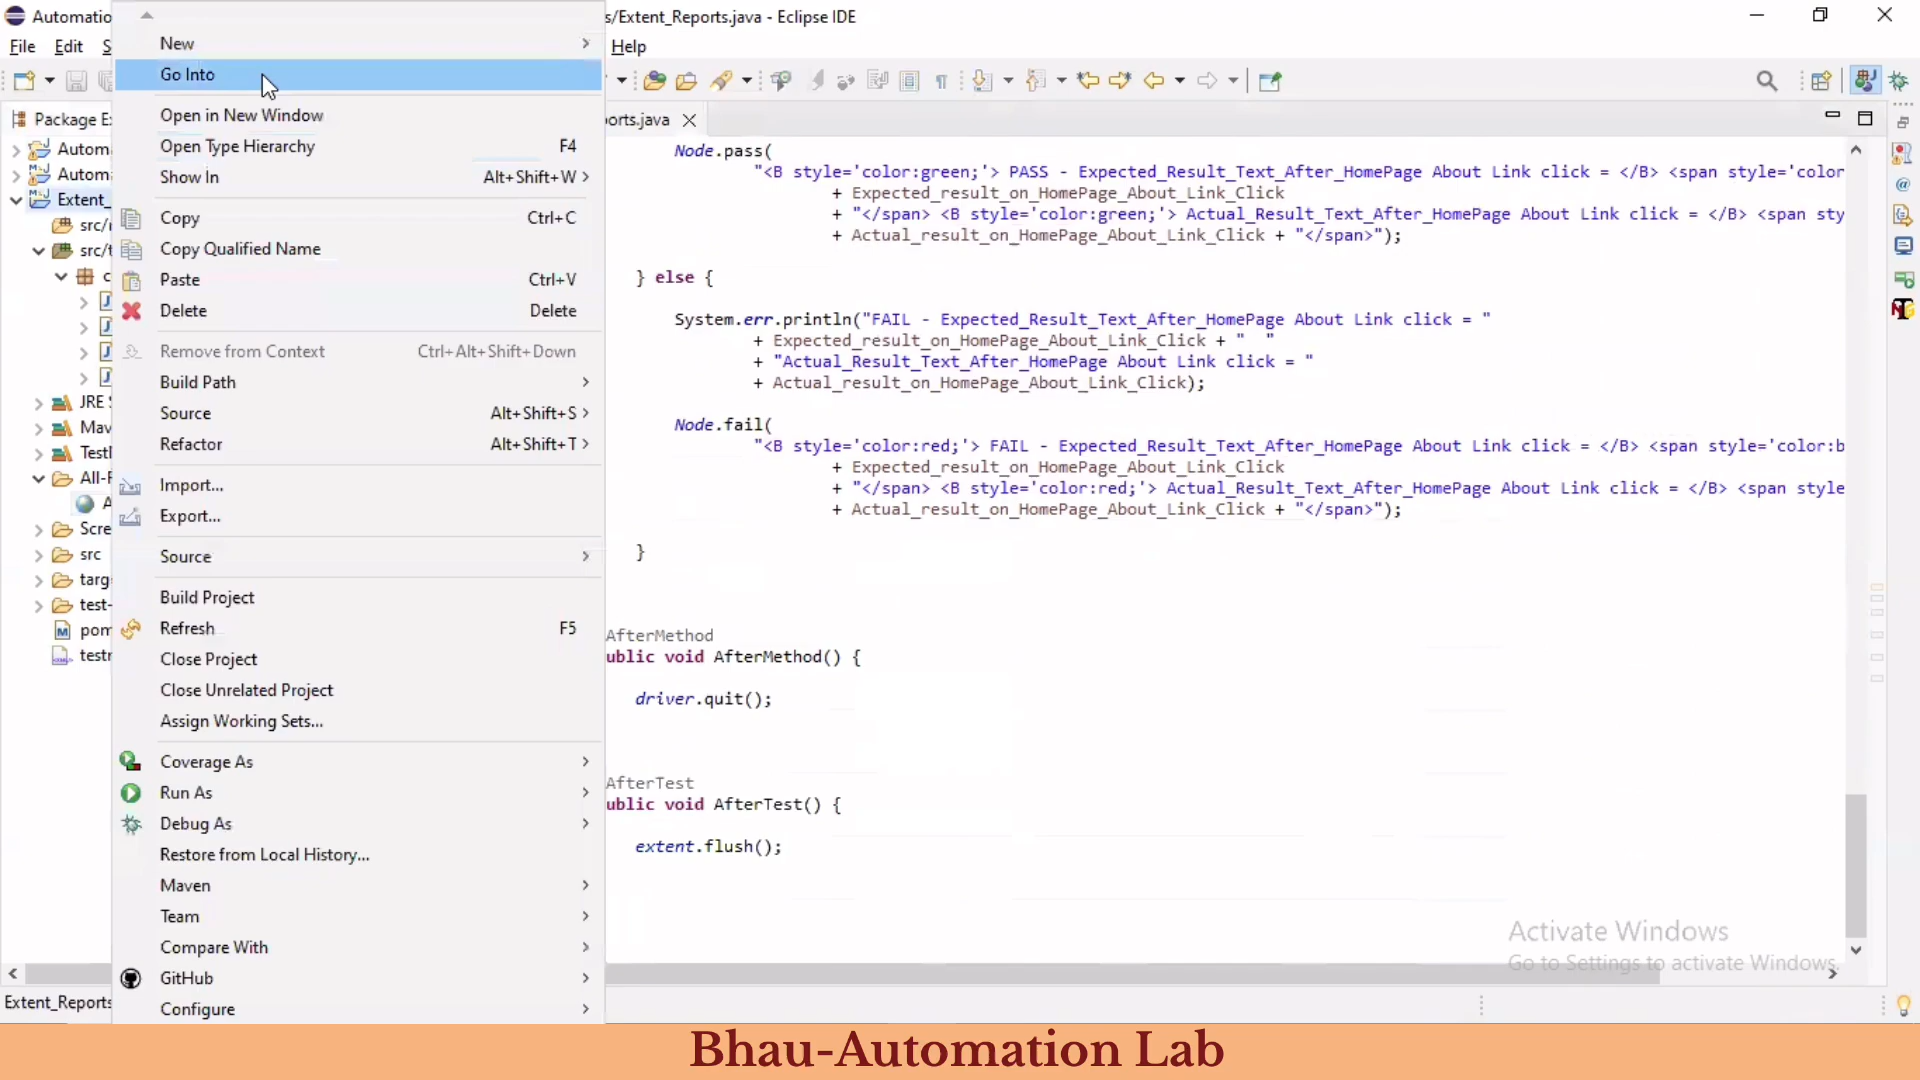 Automatio
s/Extent_Reports.java - Eclipse IDE
File Edit S
Help
Package E
orts.java
Autom
Autom
Extent_
src/
src/t
c
JRE S
Mav
Test
All-
A
Scre
src
targ
test-
pom
testn
New
Go Into
Open in New Window
Open Type Hierarchy F4
Show In Alt+Shift+W
Copy Ctrl+C
Copy Qualified Name
Paste Ctrl+V
Delete Delete
Remove from Context Ctrl+Alt+Shift+Down
Build Path
Source Alt+Shift+S
Refactor Alt+Shift+T
Import...
Export...
Source
Build Project
Refresh F5
Close Project
Close Unrelated Project
Assign Working Sets...
Coverage As
Run As
Debug As
Restore from Local History...
Maven
Team
Compare With
GitHub
Configure
Node.pass(
"<B style='color:green;'> PASS - Expected_Result_Text_After_HomePage About Link click = </B> <span style='color
+ Expected_result_on_HomePage_About_Link_Click
+ "</span> <B style='color:green;'> Actual_Result_Text_After_HomePage About Link click = </B> <span sty
+ Actual_result_on_HomePage_About_Link_Click + "</span>");
} else {
System.err.println("FAIL - Expected_Result_Text_After_HomePage About Link click = "
+ Expected_result_on_HomePage_About_Link_Click + "  "
+ "Actual_Result_Text_After_HomePage About Link click = "
+ Actual_result_on_HomePage_About_Link_Click);
Node.fail(
"<B style='color:red;'> FAIL - Expected_Result_Text_After_HomePage About Link click = </B> <span style='color:b
+ Expected_result_on_HomePage_About_Link_Click
+ "</span> <B style='color:red;'> Actual_Result_Text_After_HomePage About Link click = </B> <span style
+ Actual_result_on_HomePage_About_Link_Click + "</span>");
}
AfterMethod
ublic void AfterMethod() {
driver.quit();
AfterTest
ublic void AfterTest() {
extent.flush();
Activate Windows
Go to Settings to activate Windows.
Extent_Reports
Bhau-Automation Lab